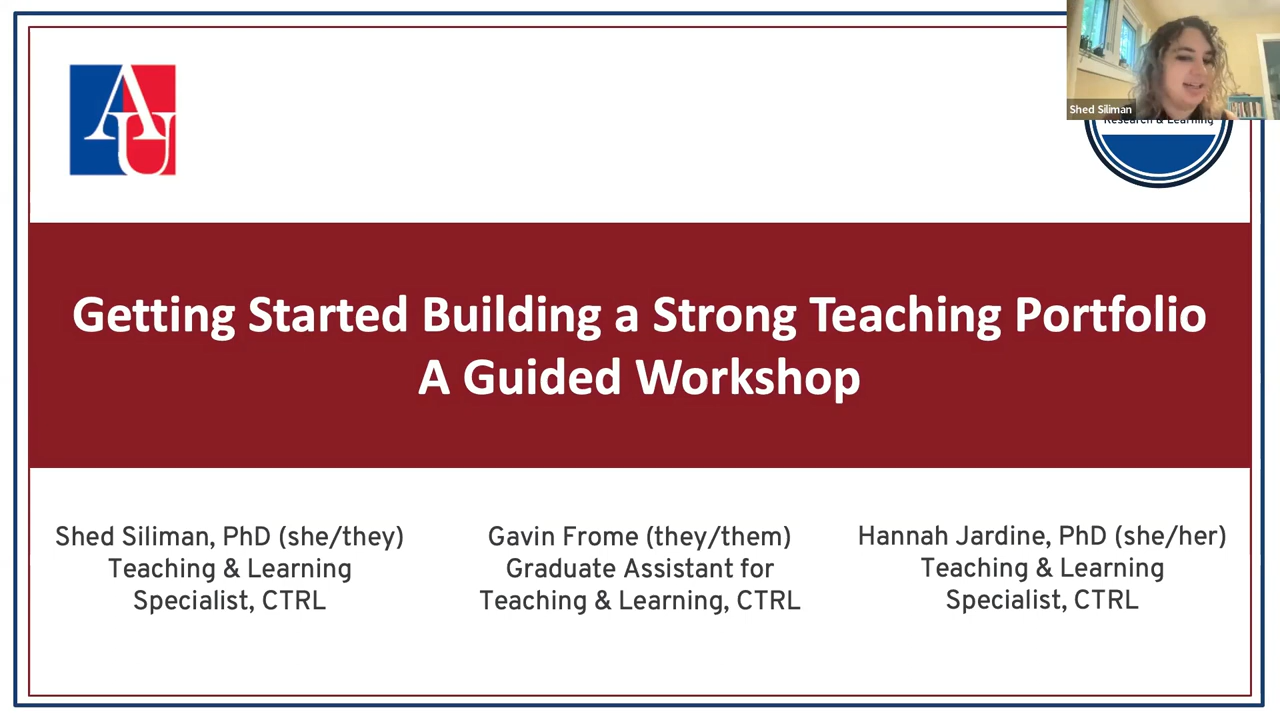 AU
Shed Siliman
Research & Learning
Getting Started Building a Strong Teaching Portfolio
A Guided Workshop
Shed Siliman, PhD (she/they)
Teaching & Learning
Specialist, CTRL
Gavin Frome (they/them)
Graduate Assistant for
Teaching & Learning, CTRL
Hannah Jardine, PhD (she/her)
Teaching & Learning
Specialist, CTRL